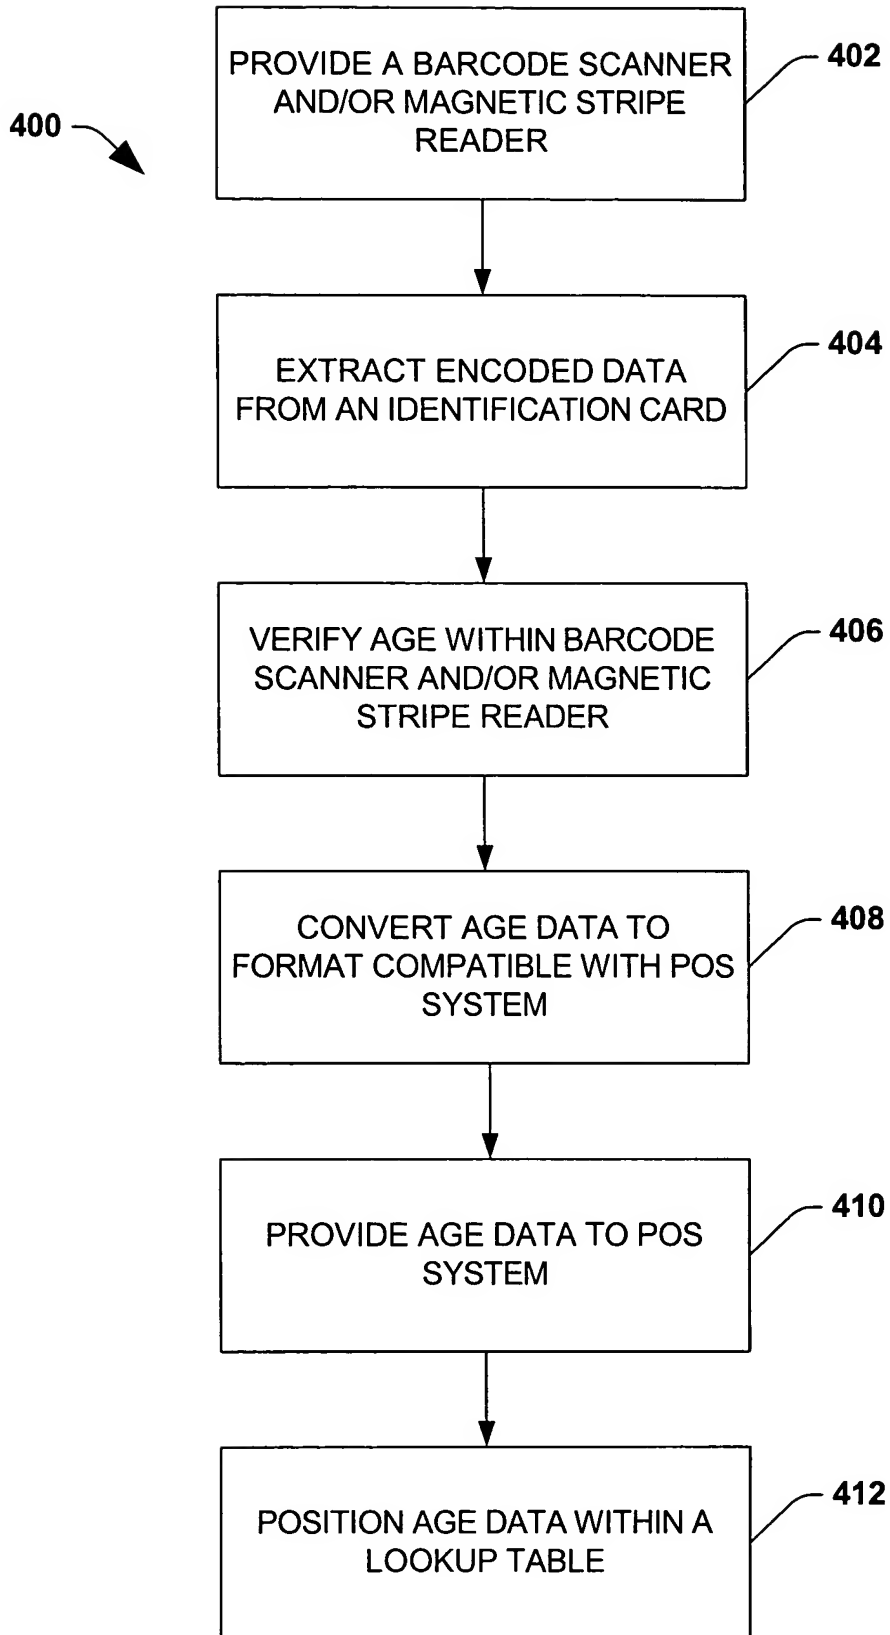 400
PROVIDE A BARCODE SCANNER
AND/OR MAGNETIC STRIPE
READER
402
EXTRACT ENCODED DATA
FROM AN IDENTIFICATION CARD
404
VERIFY AGE WITHIN BARCODE
SCANNER AND/OR MAGNETIC
STRIPE READER
406
CONVERT AGE DATA TO
FORMAT COMPATIBLE WITH POS
SYSTEM
408
PROVIDE AGE DATA TO POS
SYSTEM
410
POSITION AGE DATA WITHIN A
LOOKUP TABLE
412